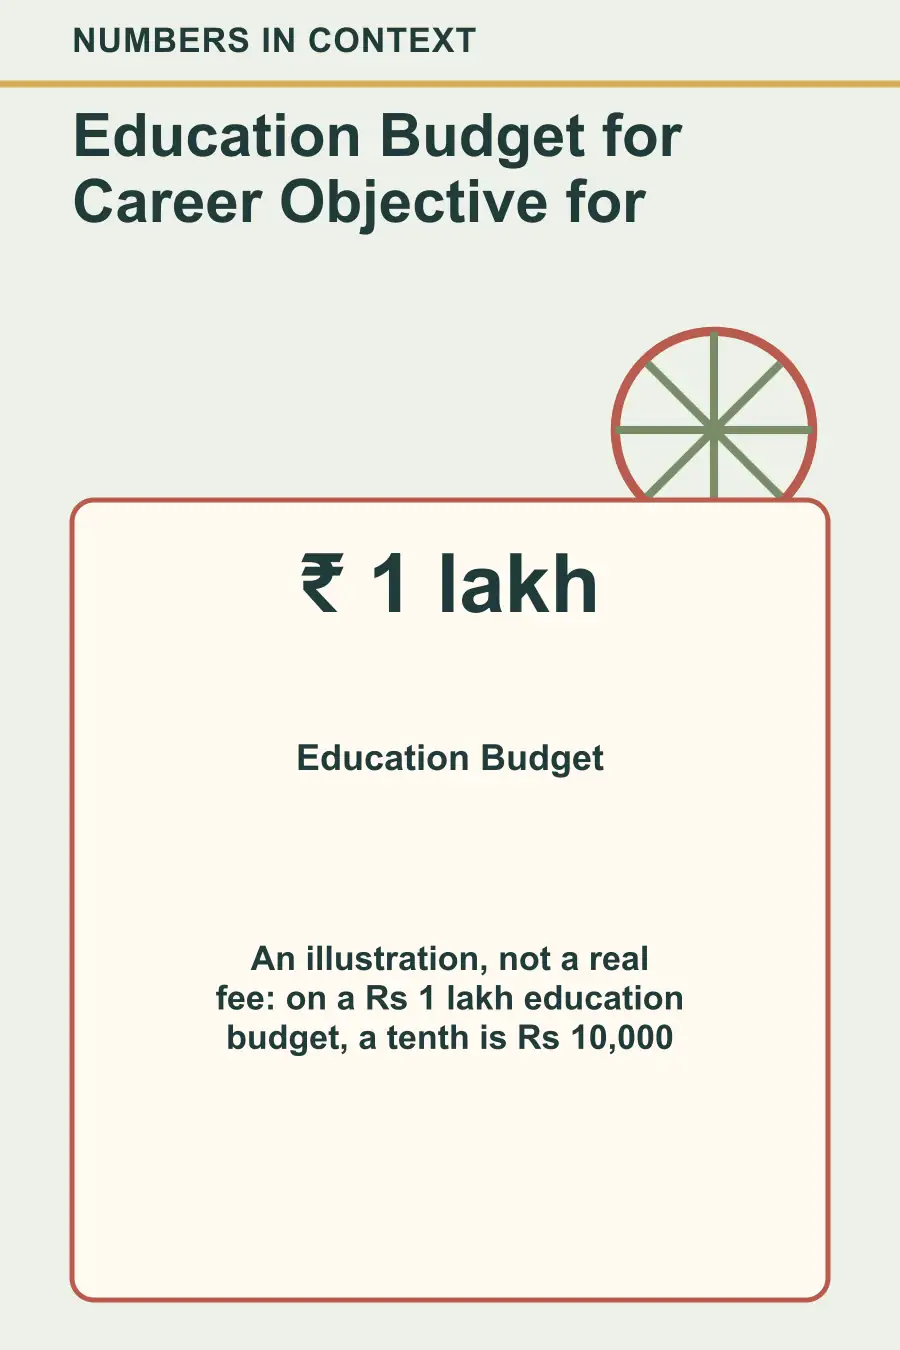 NUMBERS IN CONTEXT
Education Budget for
Career Objective for
₹ 1 lakh
Education Budget
An illustration, not a real
fee: on a Rs 1 lakh education
budget, a tenth is Rs 10,000